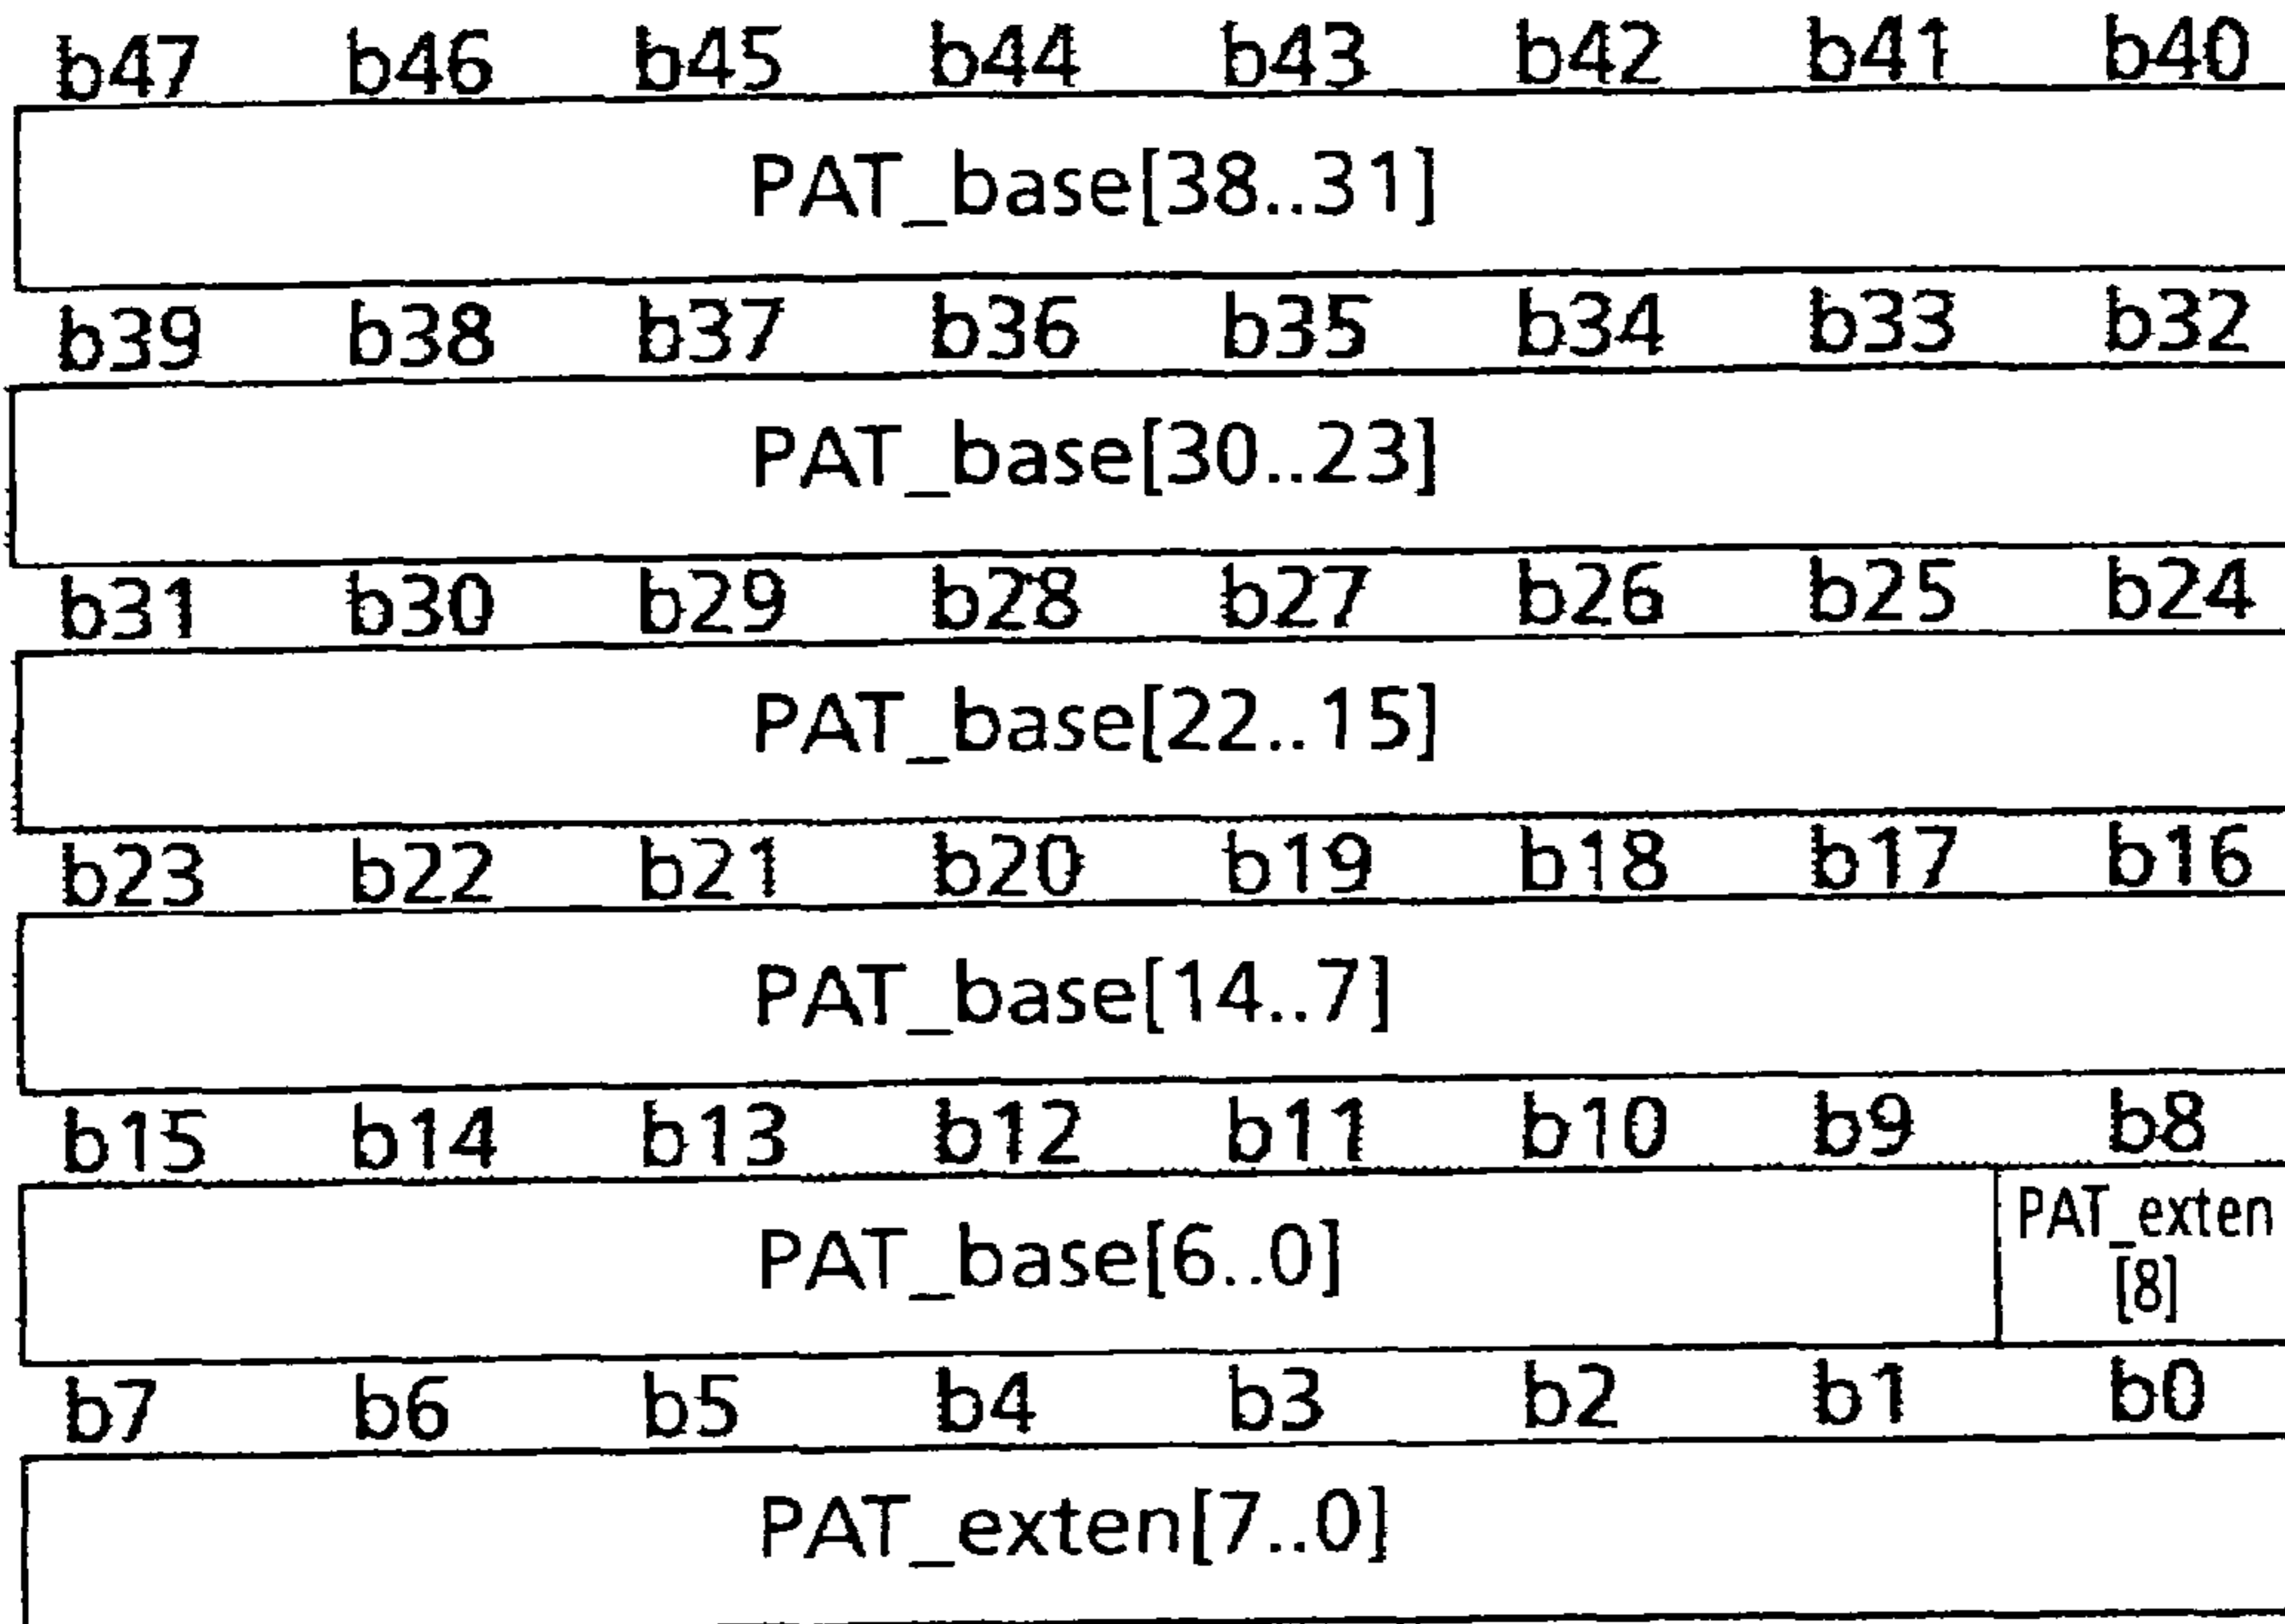 b47 b46 b45 b44 b43 b42 b41 b40
PAT_base[38..31]
b39 b38 b37 b36 b35 b34 b33 b32
PAT_base[30..23]
b31 b30 b29 b28 b27 b26 b25 b24
PAT_base[22..15]
b23 b22 b21 b20 b19 b18 b17 b16
PAT_base[14..7]
b15 b14 b13 b12 b11 b10 b9 b8
PAT_base[6..0]
PAT_exten
[8]
b7 b6 b5 b4 b3 b2 b1 b0
PAT_exten[7..0]